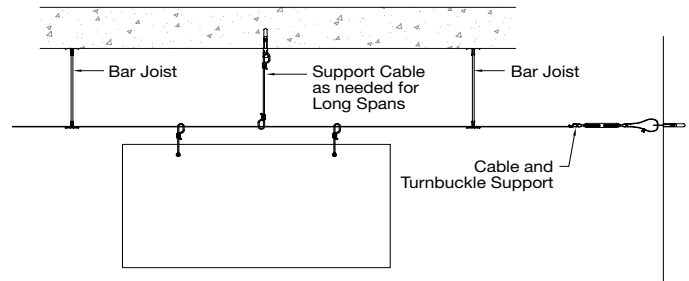 Bar Joist
Support Cable
as needed for
Long Spans
Bar Joist
Cable and
Turnbuckle Support